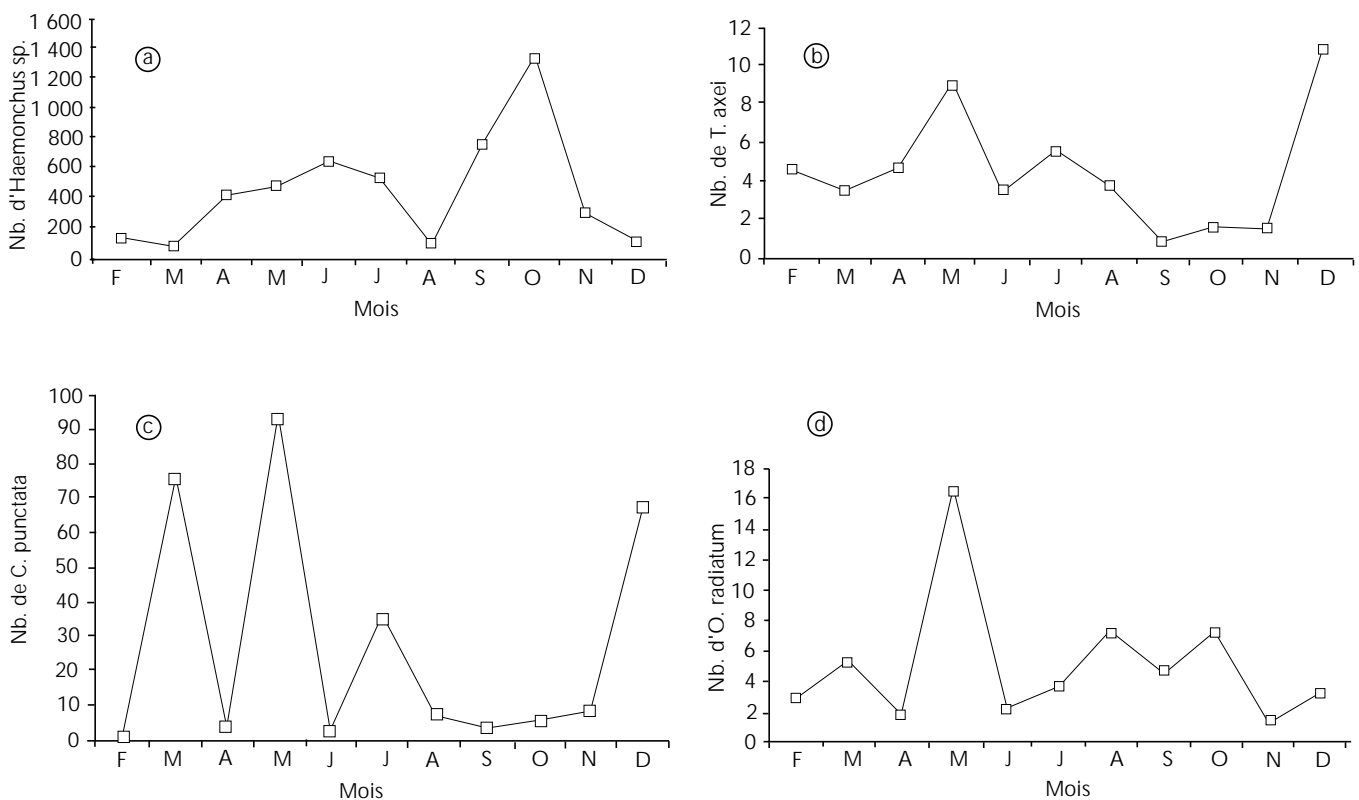 a
Nb. d'Haemonchus sp.
1 600
1 400
1 200
1 000
800
600
400
200
0
F M A M J J A S O N D
Mois
b
Nb. de T. axei
12
10
8
6
4
2
0
F M A M J J A S O N D
Mois
c
Nb. de C. punctata
100
90
80
70
60
50
40
30
20
10
0
F M A M J J A S O N D
Mois
d
Nb. d'O. radiatum
18
16
14
12
10
8
6
4
2
0
F M A M J J A S O N D
Mois